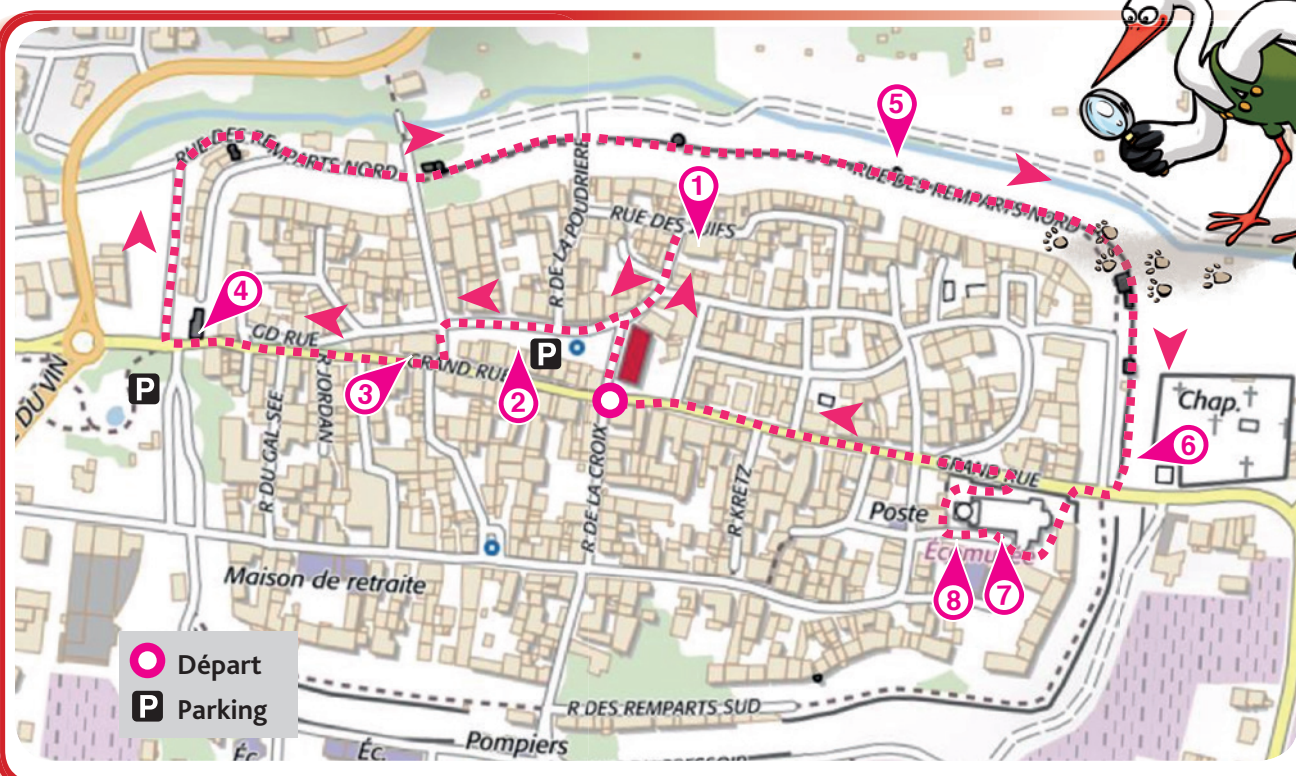 5
RUE DES REMPARTS NORD
RUE DES REMPARTS NORD
1
RUE DES JUIFS
R DE LA POUDRIÈRE
4
GD RUE
P
GRAND RUE
DU VIN
P
3
2
R JORDAN
R DU GAL SEE
R DE LA CROIX
Chap.
6
GRAND RUE
R KRETZ
Poste
Écomusée
8
7
Maison de retraite
Départ
P Parking
R DES REMPARTS SUD
Pompiers
Éc.
Éc.